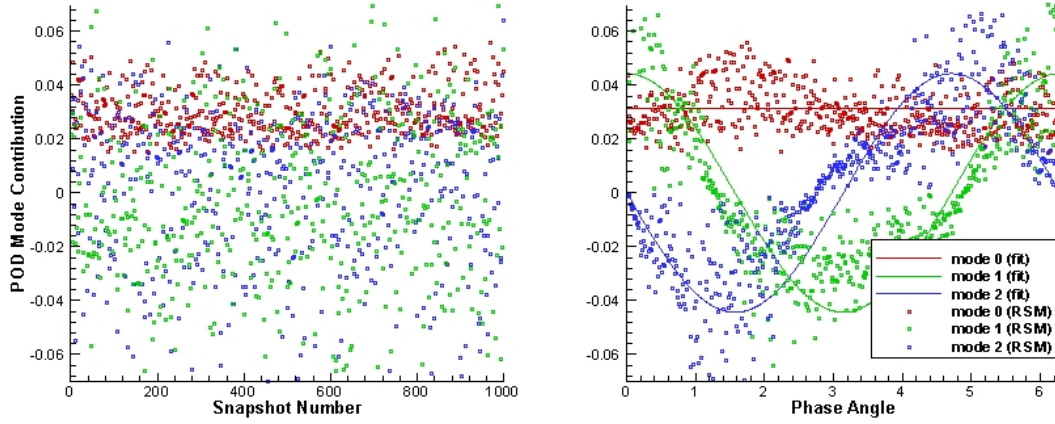 POD Mode Contribution
0.06
0.04
0.02
0
-0.02
-0.04
-0.06
0 200 400 600 800 1000
Snapshot Number
0.06
0.04
0.02
0
-0.02
-0.04
-0.06
0 1 2 3 4 5 6
Phase Angle
mode 0 (fit)
mode 1 (fit)
mode 2 (fit)
mode 0 (RSM)
mode 1 (RSM)
mode 2 (RSM)